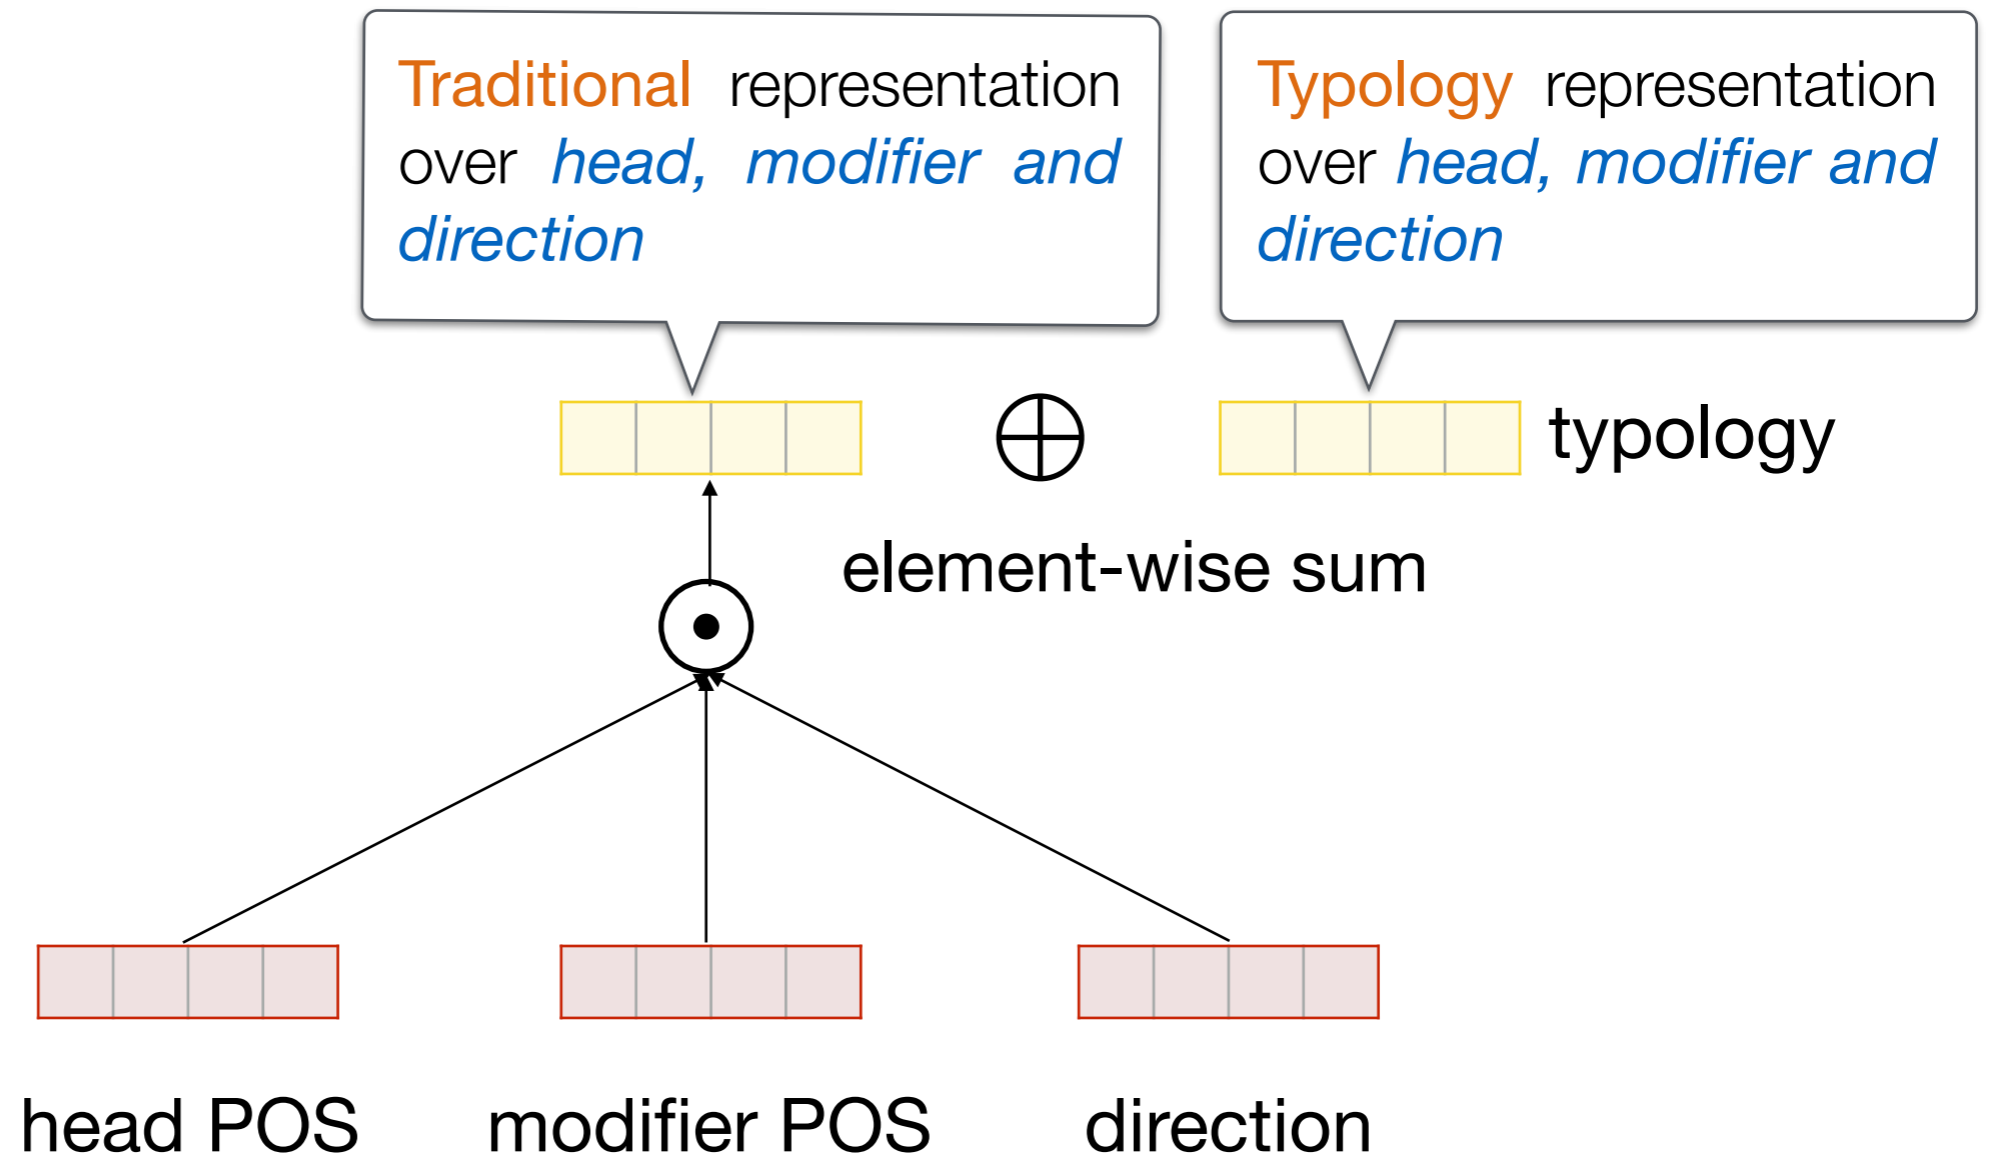 Traditional representation
over head, modifier and
direction
Typology representation
over head, modifier and
direction
typology
element-wise sum
head POS
modifier POS
direction